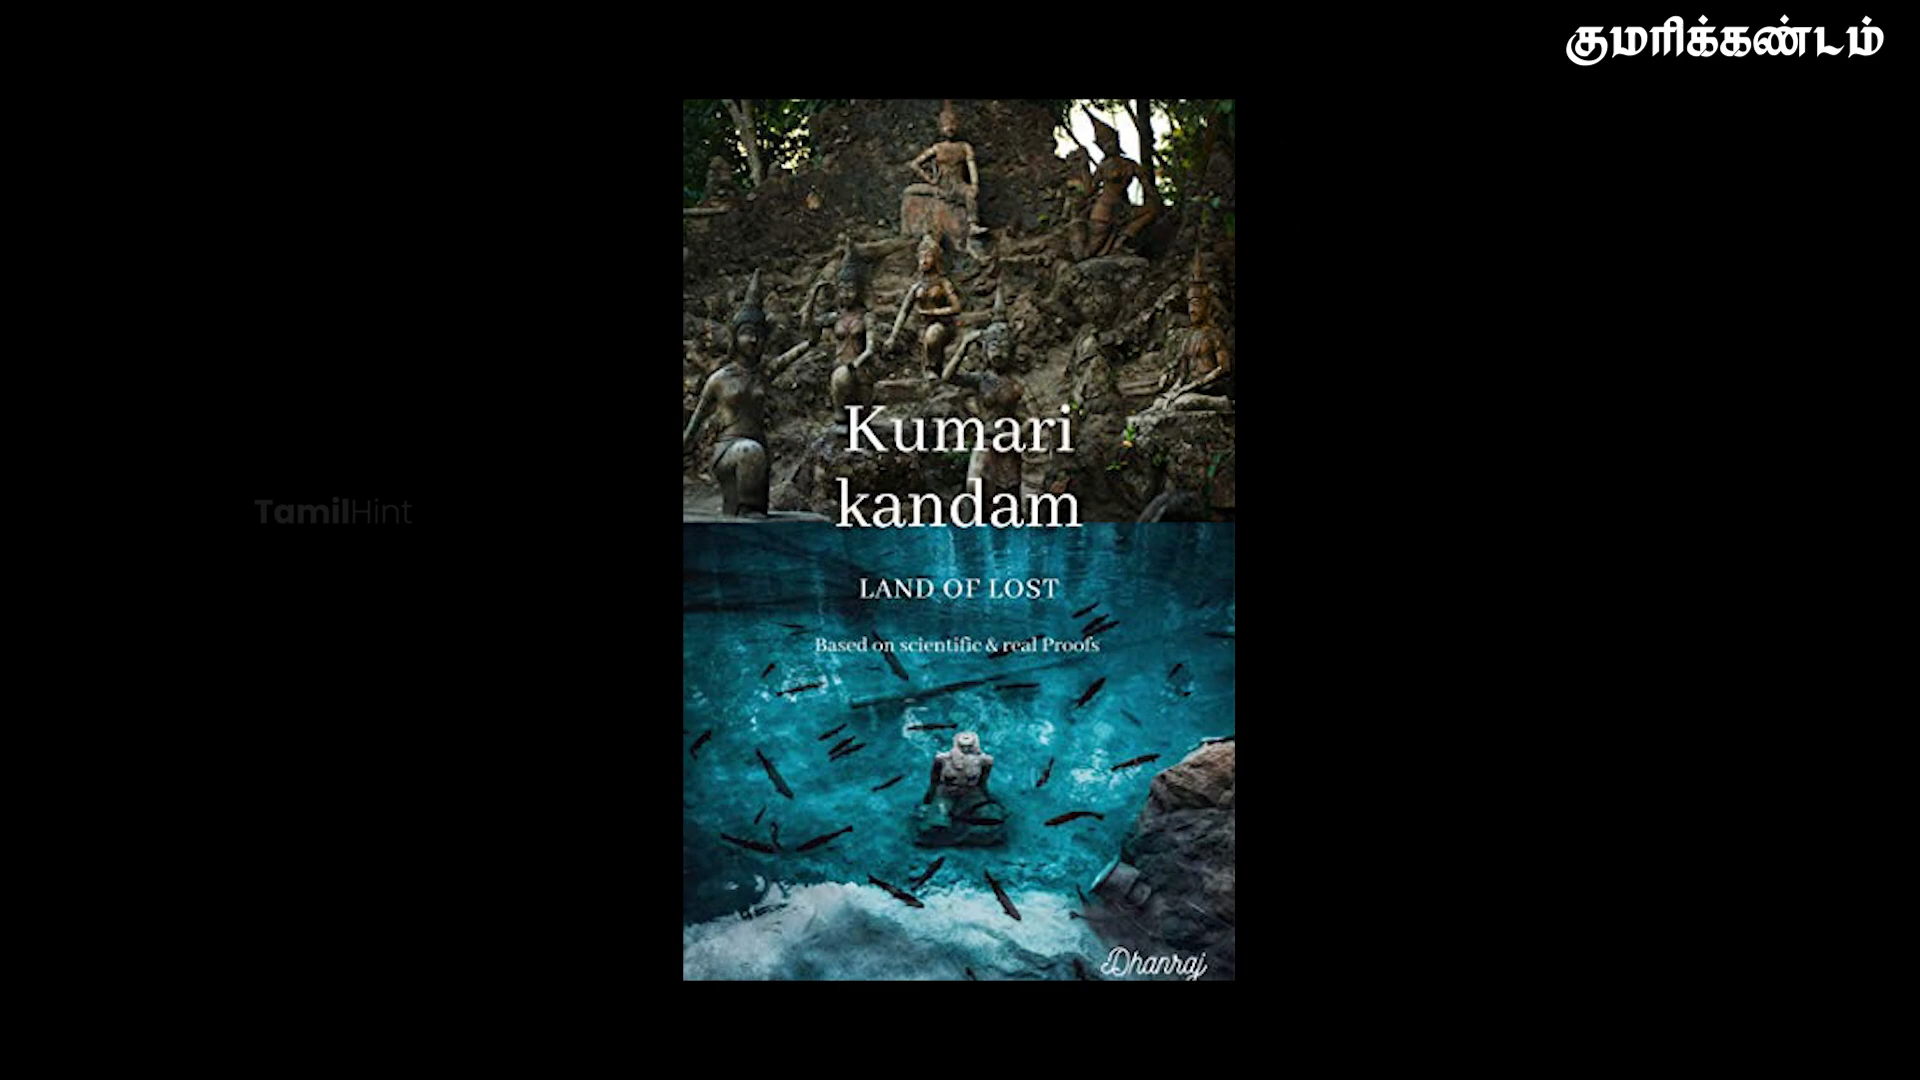 குமரிக்கண்டம்
Kumari
kandam
LAND OF LOST
Based on scientific & real Proofs
TamilHint
Dhanraj